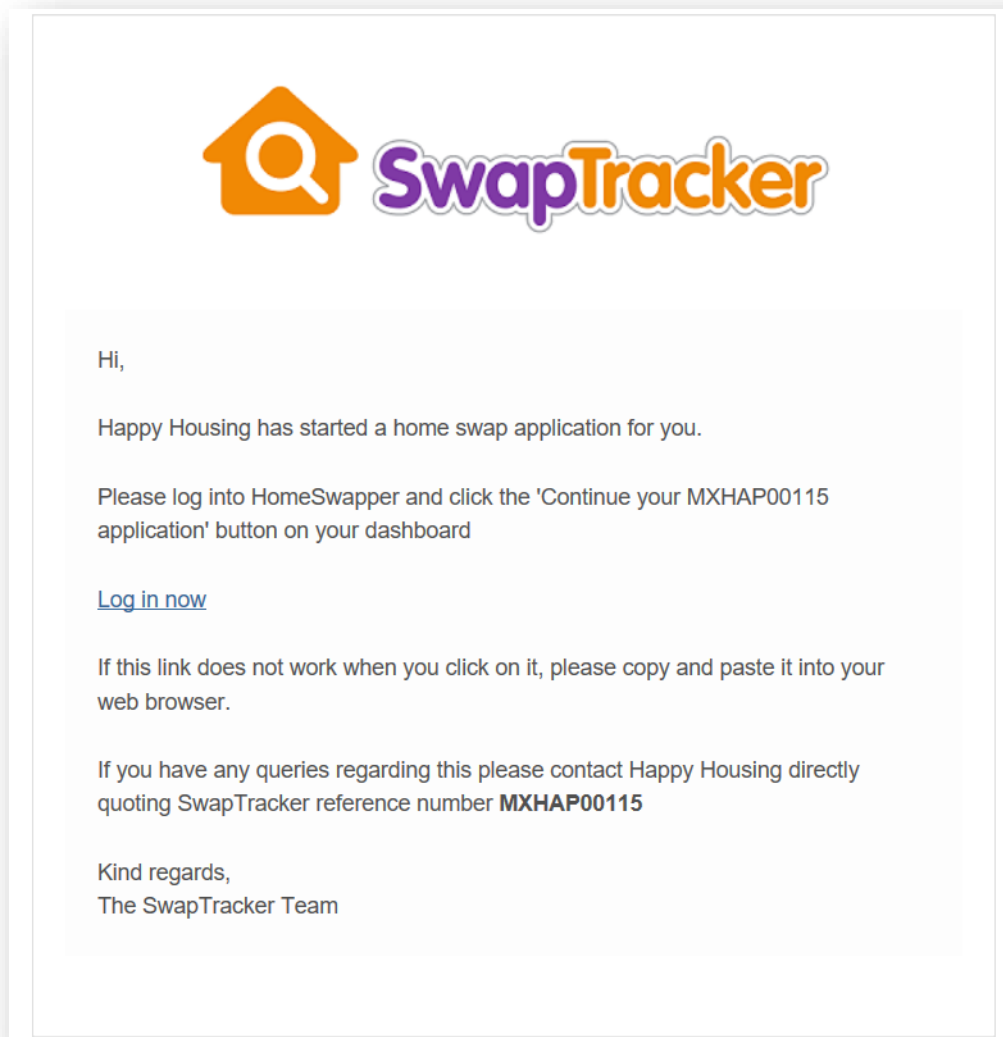 SwapTracker
Hi,
Happy Housing has started a home swap application for you.
Please log into HomeSwapper and click the 'Continue your MXHAP00115
application' button on your dashboard
Log in now
If this link does not work when you click on it, please copy and paste it into your
web browser.
If you have any queries regarding this please contact Happy Housing directly
quoting SwapTracker reference number MXHAP00115
Kind regards,
The SwapTracker Team